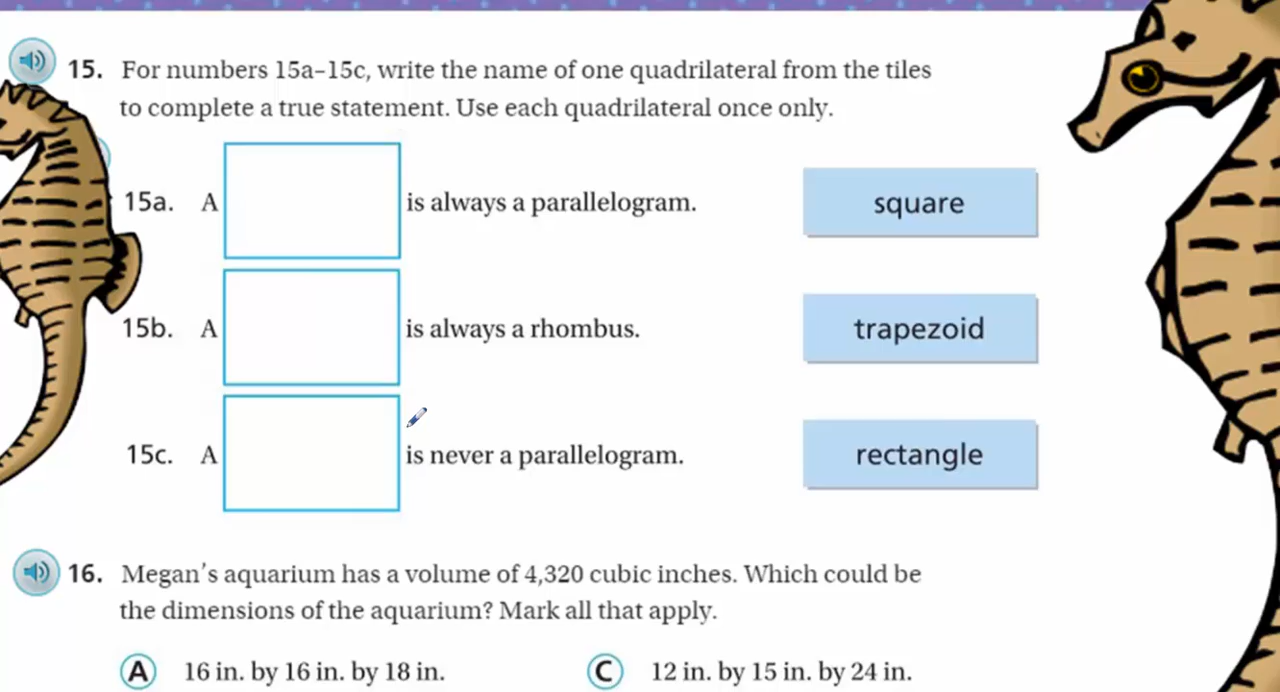 15. For numbers 15a–15c, write the name of one quadrilateral from the tiles
to complete a true statement. Use each quadrilateral once only.
15a. A is always a parallelogram.
square
15b. A is always a rhombus.
trapezoid
15c. A is never a parallelogram.
rectangle
16. Megan's aquarium has a volume of 4,320 cubic inches. Which could be
the dimensions of the aquarium? Mark all that apply.
A 16 in. by 16 in. by 18 in.
C 12 in. by 15 in. by 24 in.